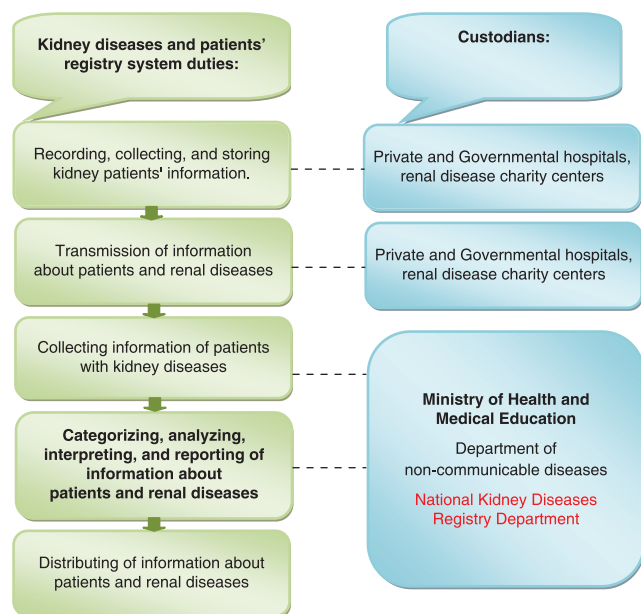 Kidney diseases and patients'
registry system duties:
Custodians:
Recording, collecting, and storing
kidney patients' information.
Private and Governmental hospitals,
renal disease charity centers
Transmission of information
about patients and renal diseases
Private and Governmental hospitals,
renal disease charity centers
Collecting information of patients
with kidney diseases
Categorizing, analyzing,
interpreting, and reporting of
information about
patients and renal diseases
Ministry of Health and
Medical Education
Department of
non-communicable diseases
National Kidney Diseases
Registry Department
Distributing of information about
patients and renal diseases